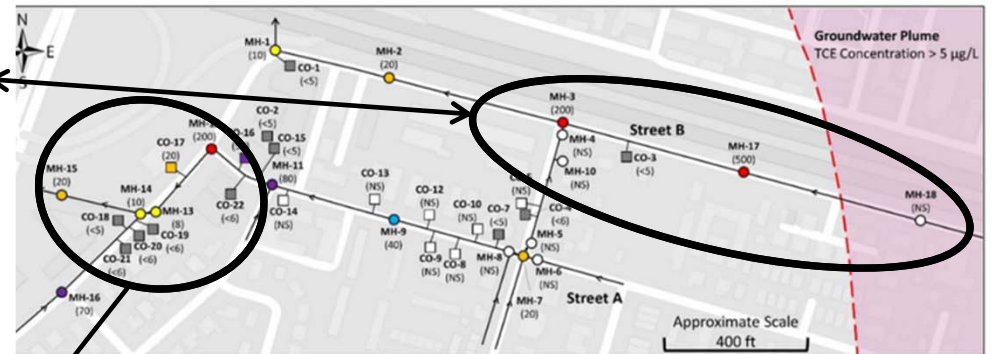 N
E
S
MH-1
(10)
CO-1
(<5)
MH-2
(20)
Groundwater Plume
TCE Concentration > 5 µg/L
MH-3
(200)
MH-4
(NS)
MH-10
(NS)
Street B
CO-3
(<5)
MH-17
(500)
MH-18
(NS)
CO-2
(<5)
CO-15
(<5)
CO-16
(200)
CO-17
(20)
MH-11
(80)
CO-14
(NS)
CO-22
(<6)
MH-15
(20)
MH-14
(10)
MH-13
(8)
CO-18
(<5)
CO-19
(<6)
CO-20
(<6)
CO-21
(<6)
MH-16
(70)
CO-13
(NS)
MH-9
(40)
CO-12
(NS)
CO-9
(NS)
CO-10
(NS)
CO-8
(NS)
CO-7
(<5)
(NS)
(<6)
MH-5
(NS)
MH-8
(NS)
MH-6
(NS)
MH-7
(20)
Street A
Approximate Scale
400 ft